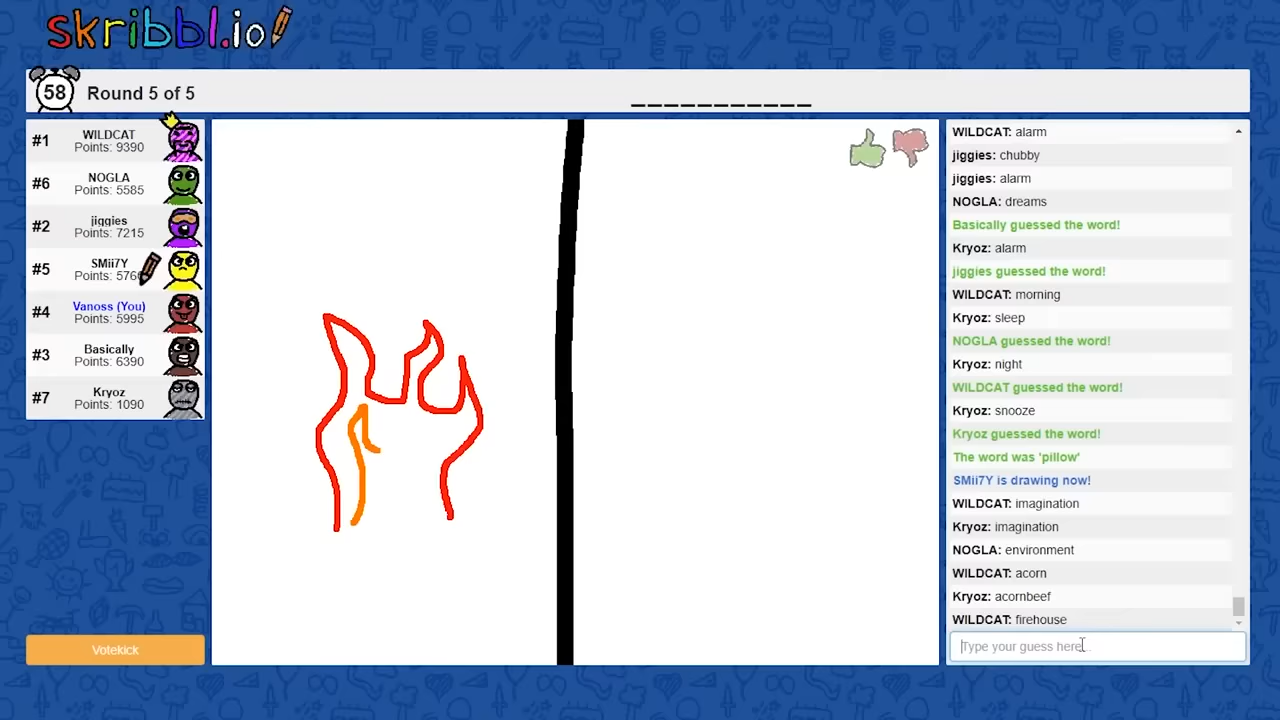 skribbl.io
58
Round 5 of 5
___________
#1 WILDCAT
Points: 9390
#6 NOGLA
Points: 5585
#2 jiggies
Points: 7215
#5 SMii7Y
Points: 5760
#4 Vanoss (You)
Points: 5995
#3 Basically
Points: 6390
#7 Kryoz
Points: 1090
Votekick
WILDCAT: alarm
jiggies: chubby
jiggies: alarm
NOGLA: dreams
Basically guessed the word!
Kryoz: alarm
jiggies guessed the word!
WILDCAT: morning
Kryoz: sleep
NOGLA guessed the word!
Kryoz: night
WILDCAT guessed the word!
Kryoz: snooze
Kryoz guessed the word!
The word was 'pillow'
SMii7Y is drawing now!
WILDCAT: imagination
Kryoz: imagination
NOGLA: environment
WILDCAT: acorn
Kryoz: acornbeef
WILDCAT: firehouse
Type your guess here...